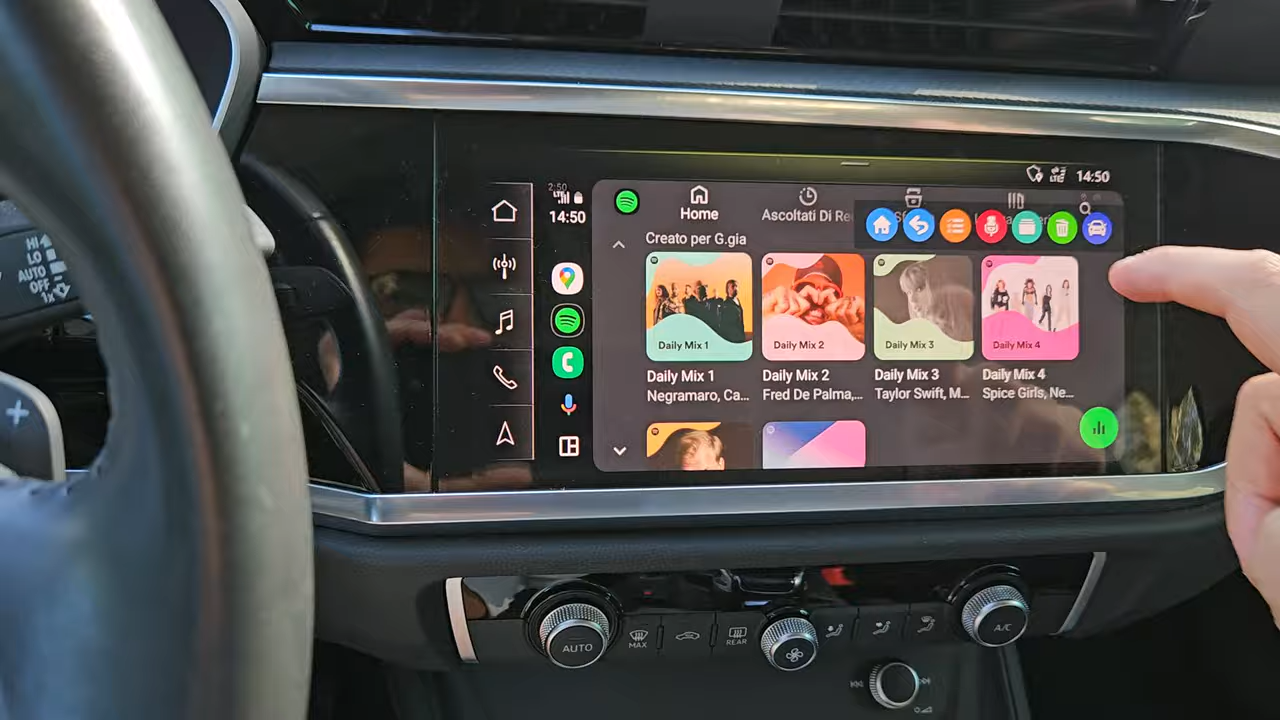 14:50
2:50
LTE
14:50
Home
Ascoltati Di Re
Creato per G.gia
Daily Mix 1
Daily Mix 2
Daily Mix 3
Daily Mix 4
Daily Mix 1
Daily Mix 2
Daily Mix 3
Daily Mix 4
Negramaro, Ca...
Fred De Palma,...
Taylor Swift, M...
Spice Girls, Ne...
HI
LO
AUTO
OFF
1x
AUTO
MAX
REAR
A/C